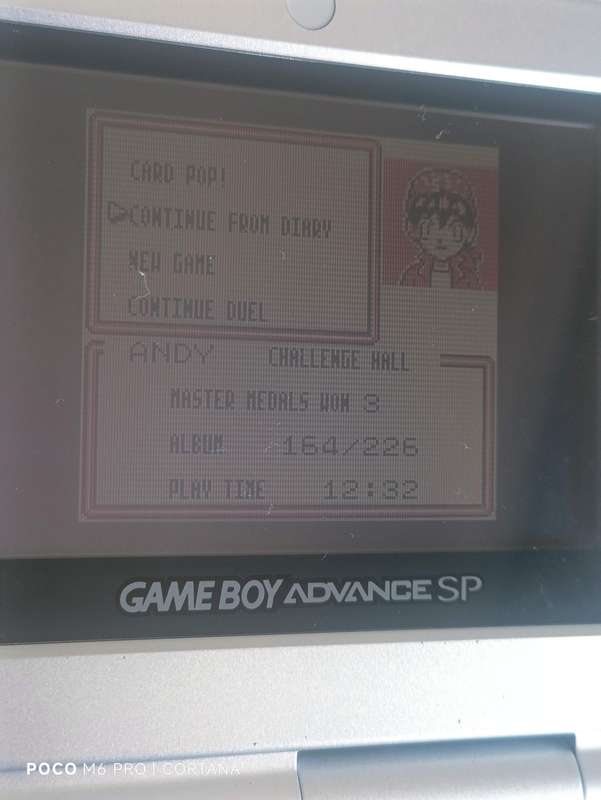 CARD POP!
CONTINUE FROM DIARY
NEW GAME
CONTINUE DUEL
ANDY CHALLENGE HALL
MASTER MEDALS WON 3
ALBUM 164/226
PLAY TIME 12:32
GAME BOY ADVANCE SP
POCO M6 PRO | CORTANA